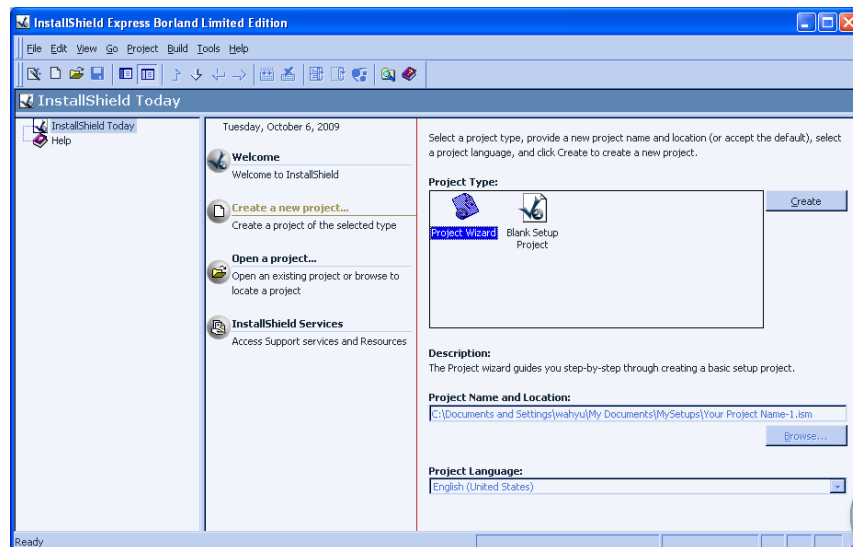 InstallShield Express Borland Limited Edition
File Edit View Go Project Build Tools Help
InstallShield Today
InstallShield Today
Help
Tuesday, October 6, 2009
Welcome
Welcome to InstallShield
Create a new project...
Create a project of the selected type
Open a project...
Open an existing project or browse to
locate a project
InstallShield Services
Access Support services and Resources
Select a project type, provide a new project name and location (or accept the default), select
a project language, and click Create to create a new project.
Project Type:
Project Wizard
Blank Setup
Project
Create
Description:
The Project wizard guides you step-by-step through creating a basic setup project.
Project Name and Location:
C:\Documents and Settings\wahyu\My Documents\MySetups\Your Project Name-1.ism
Browse...
Project Language:
English (United States)
Ready